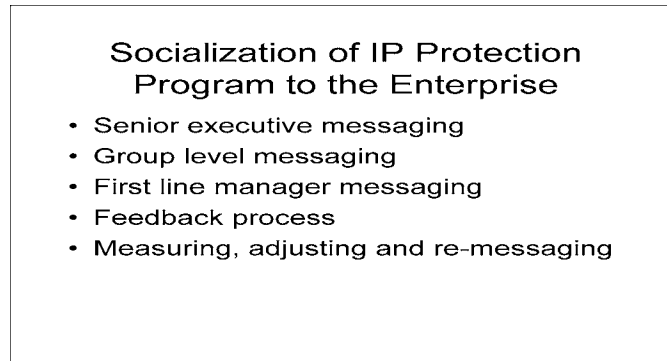 Socialization of IP Protection
Program to the Enterprise
• Senior executive messaging
• Group level messaging
• First line manager messaging
• Feedback process
• Measuring, adjusting and re-messaging